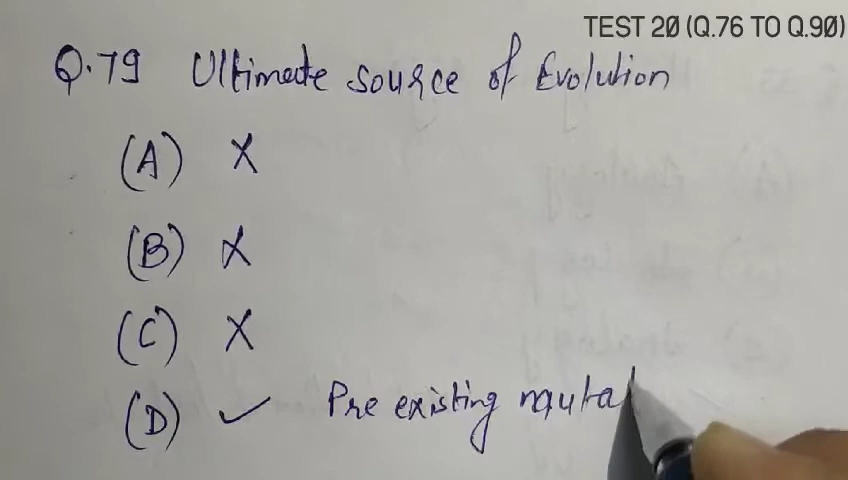 TEST 20 (Q.76 TO Q.90)
Q.79 Ultimate source of Evolution
(A) X
(B) X
(C) X
(D) ✓ Pre existing mutat